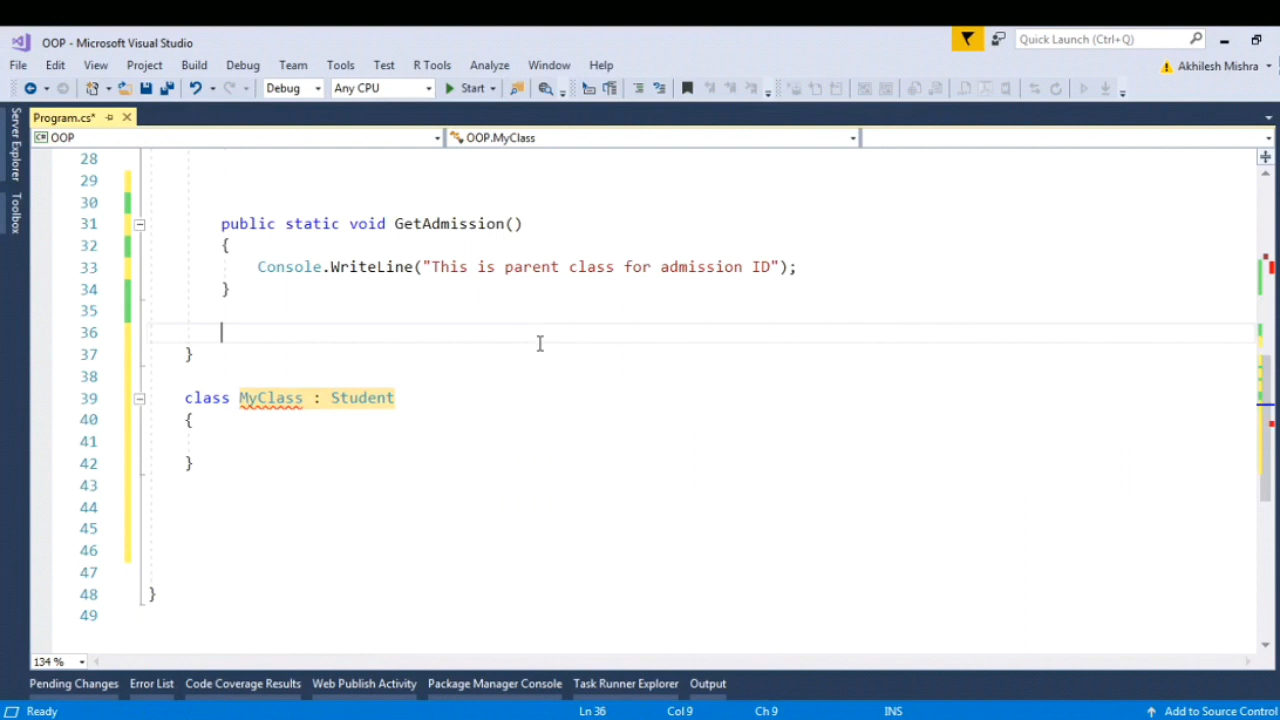 OOP - Microsoft Visual Studio
Quick Launch (Ctrl+Q)
File Edit View Project Build Debug Team Tools Test R Tools Analyze Window Help
Akhilesh Mishra
Debug Any CPU Start
Server Explorer
Toolbox
Program.cs*
C# OOP OOP.MyClass
28
29
30
31 public static void GetAdmission()
32 {
33 Console.WriteLine("This is parent class for admission ID");
34 }
35
36
37 }
38
39 class MyClass : Student
40 {
41
42 }
43
44
45
46
47
48 }
49
134 %
Pending Changes Error List Code Coverage Results Web Publish Activity Package Manager Console Task Runner Explorer Output
Ready Ln 36 Col 9 Ch 9 INS Add to Source Control